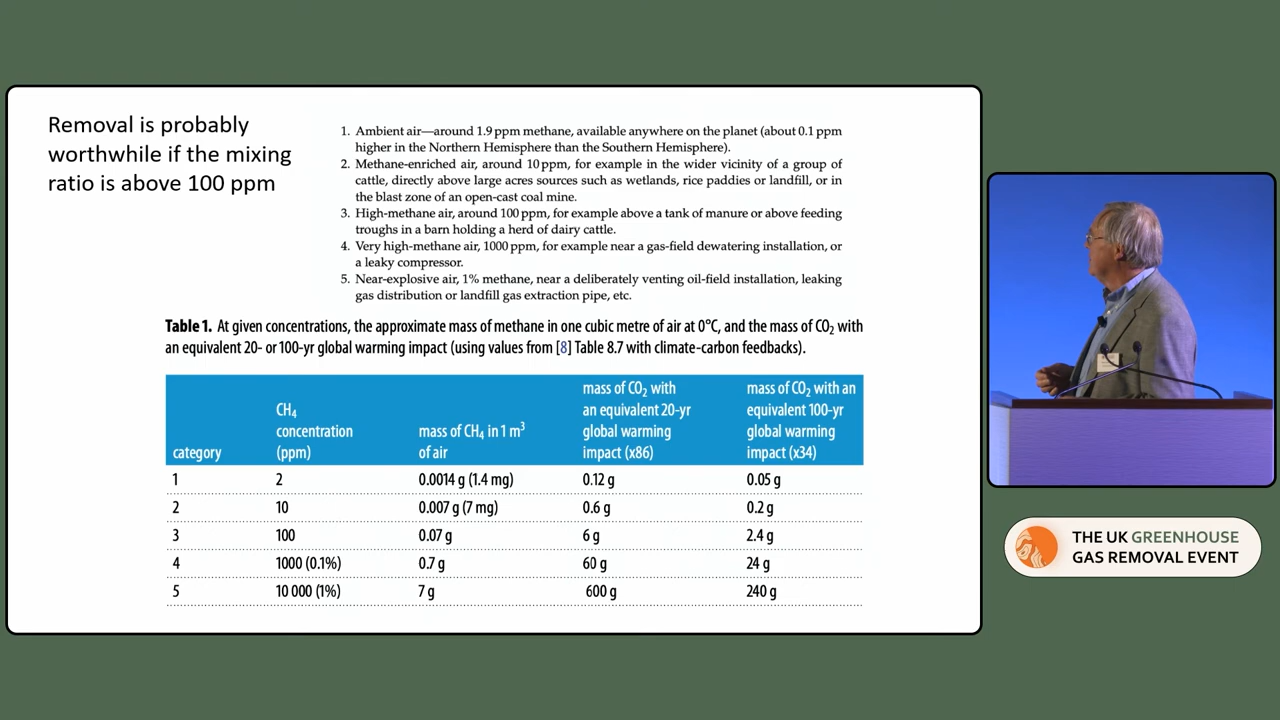 Removal is probably
worthwhile if the mixing
ratio is above 100 ppm
1. Ambient air—around 1.9 ppm methane, available anywhere on the planet (about 0.1 ppm
higher in the Northern Hemisphere than the Southern Hemisphere).
2. Methane-enriched air, around 10 ppm, for example in the wider vicinity of a group of
cattle, directly above large acres sources such as wetlands, rice paddies or landfill, or in
the blast zone of an open-cast coal mine.
3. High-methane air, around 100 ppm, for example above a tank of manure or above feeding
troughs in a barn holding a herd of dairy cattle.
4. Very high-methane air, 1000 ppm, for example near a gas-field dewatering installation, or
a leaky compressor.
5. Near-explosive air, 1% methane, near a deliberately venting oil-field installation, leaking
gas distribution or landfill gas extraction pipe, etc.
Table 1. At given concentrations, the approximate mass of methane in one cubic metre of air at 0°C, and the mass of CO₂ with
an equivalent 20- or 100-yr global warming impact (using values from [8] Table 8.7 with climate-carbon feedbacks).
category
CH₄
concentration
(ppm)
mass of CH₄ in 1 m³
of air
mass of CO₂ with
an equivalent 20-yr
global warming
impact (x86)
mass of CO₂ with an
equivalent 100-yr
global warming
impact (x34)
1 2 0.0014 g (1.4 mg) 0.12 g 0.05 g
2 10 0.007 g (7 mg) 0.6 g 0.2 g
3 100 0.07 g 6 g 2.4 g
4 1000 (0.1%) 0.7 g 60 g 24 g
5 10 000 (1%) 7 g 600 g 240 g
THE UK GREENHOUSE
GAS REMOVAL EVENT